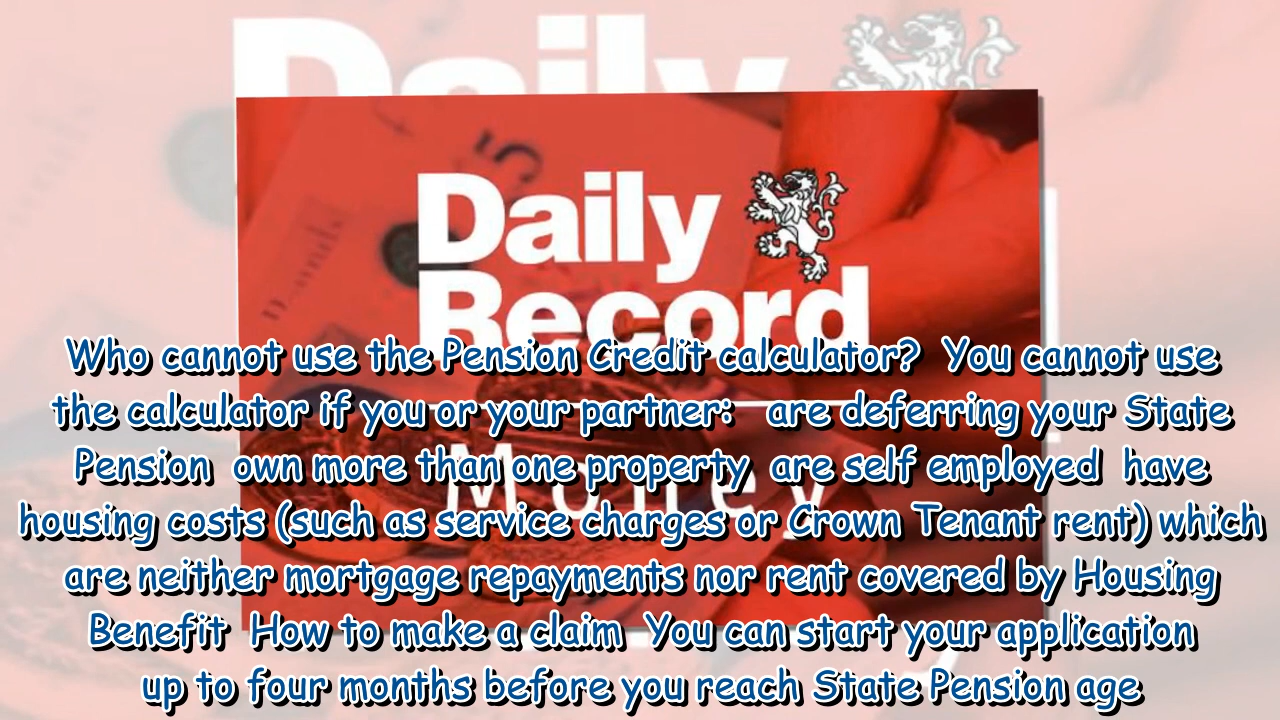 Daily
Daily
Record
Money
Who cannot use the Pension Credit calculator? You cannot use
the calculator if you or your partner: are deferring your State
Pension own more than one property are self employed have
housing costs (such as service charges or Crown Tenant rent) which
are neither mortgage repayments nor rent covered by Housing
Benefit How to make a claim You can start your application
up to four months before you reach State Pension age